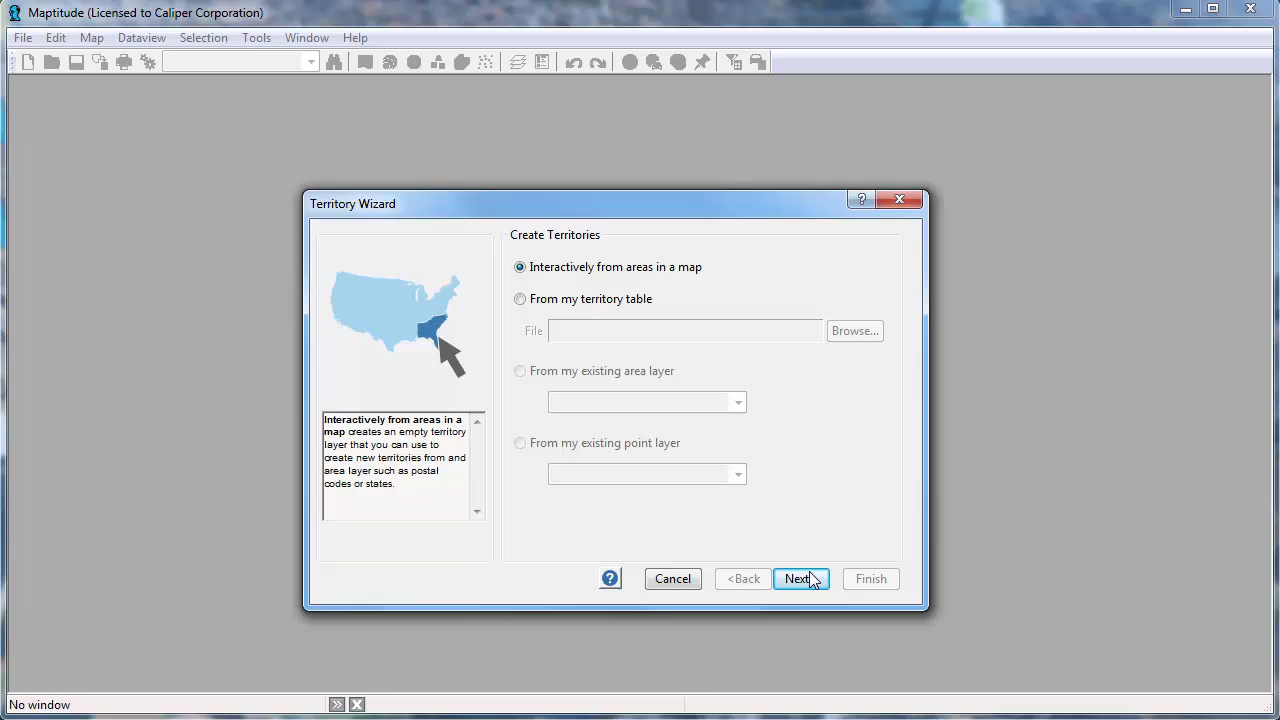 Maptitude (Licensed to Caliper Corporation)
File Edit Map Dataview Selection Tools Window Help
Territory Wizard
Create Territories
Interactively from areas in a map
From my territory table
File
Browse...
From my existing area layer
From my existing point layer
Interactively from areas in a
map creates an empty territory
layer that you can use to
create new territories from and
area layer such as postal
codes or states.
Cancel
<Back
Next
Finish
No window